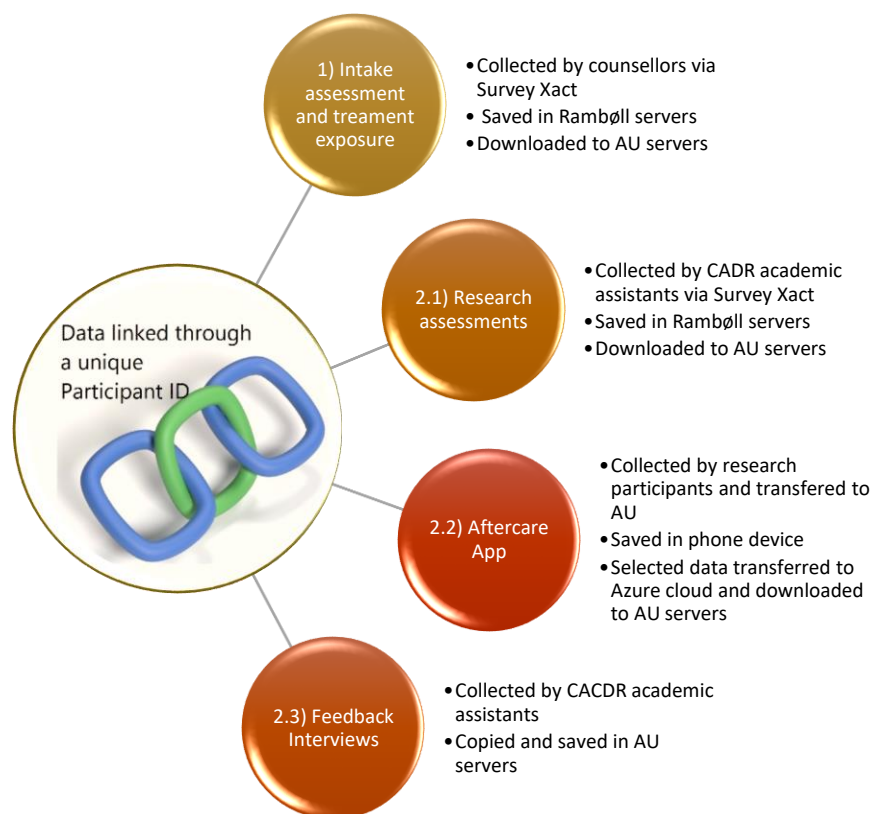 1) Intake
assessment
and treament
exposure
•Collected by counsellors via
Survey Xact
• Saved in Rambøll servers
•Downloaded to AU servers
2.1) Research
assessments
•Collected by CADR academic
assistants via Survey Xact
•Saved in Rambøll servers
•Downloaded to AU servers
Data linked through
a unique
Participant ID
2.2) Aftercare
App
•Collected by research
participants and transfered to
AU
•Saved in phone device
•Selected data transferred to
Azure cloud and downloaded
to AU servers
2.3) Feedback
Interviews
•Collected by CACDR academic
assistants
•Copied and saved in AU
servers